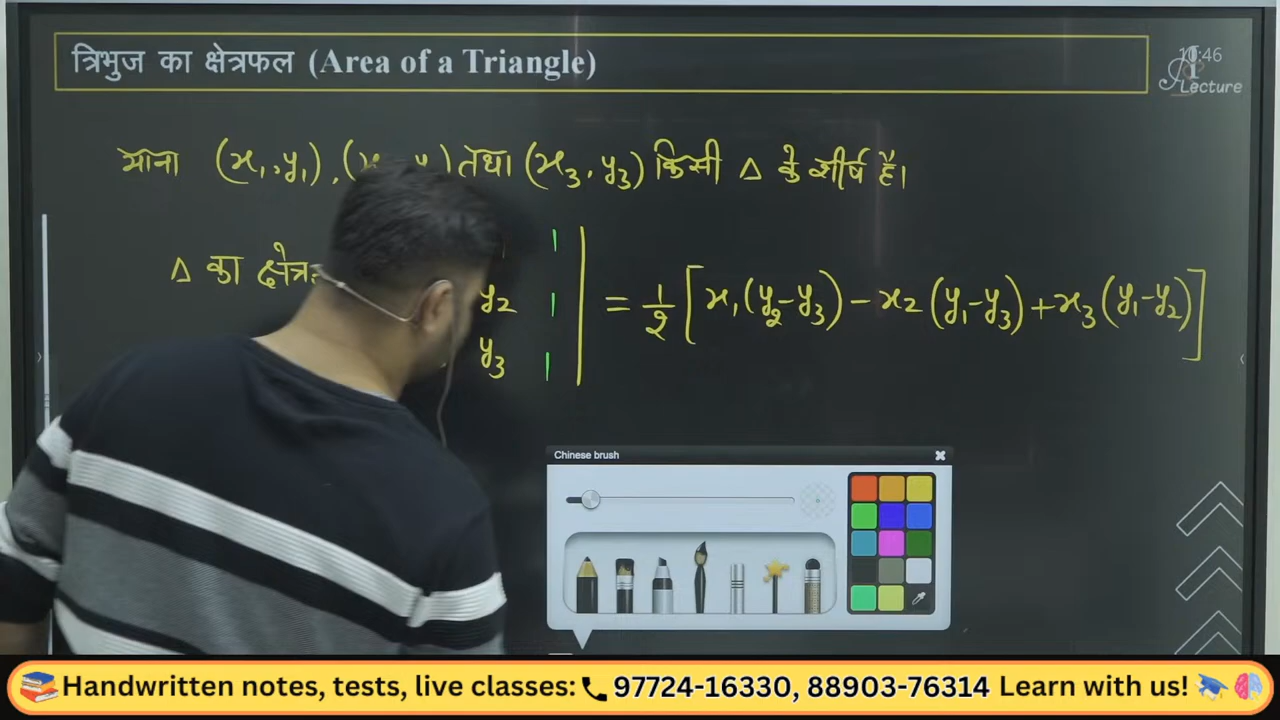 त्रिभुज का क्षेत्रफल (Area of a Triangle)
10:46
Lecture
माना (x₁,y₁), तथा (x₃,y₃) किसी Δ के शीर्ष है।
Δ का 1
y₂ 1 = 1/2 [x₁(y₂-y₃) - x₂(y₁-y₃) + x₃(y₁-y₂)]
y₃ 1
Chinese brush
Handwritten notes, tests, live classes: 97724-16330, 88903-76314 Learn with us!